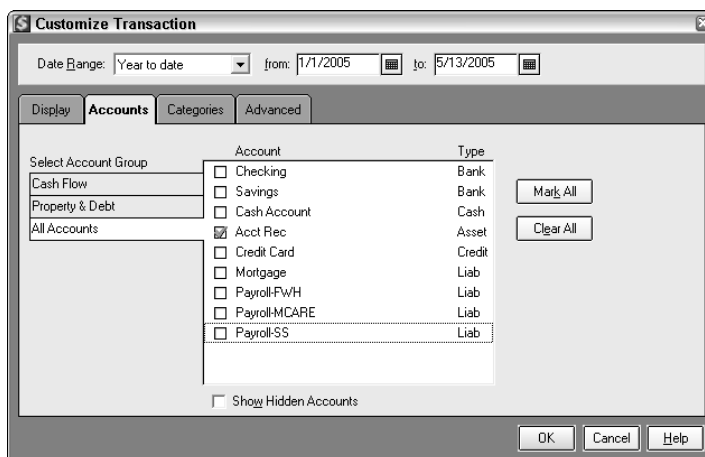 Customize Transaction
Date Range: Year to date from: 1/1/2005 to: 5/13/2005
Display Accounts Categories Advanced
Select Account Group
Cash Flow
Property & Debt
All Accounts
Account Type
Checking Bank
Savings Bank
Cash Account Cash
Acct Rec Asset
Credit Card Credit
Mortgage Liab
Payroll-FWH Liab
Payroll-MCARE Liab
Payroll-SS Liab
Mark All
Clear All
Show Hidden Accounts
OK Cancel Help